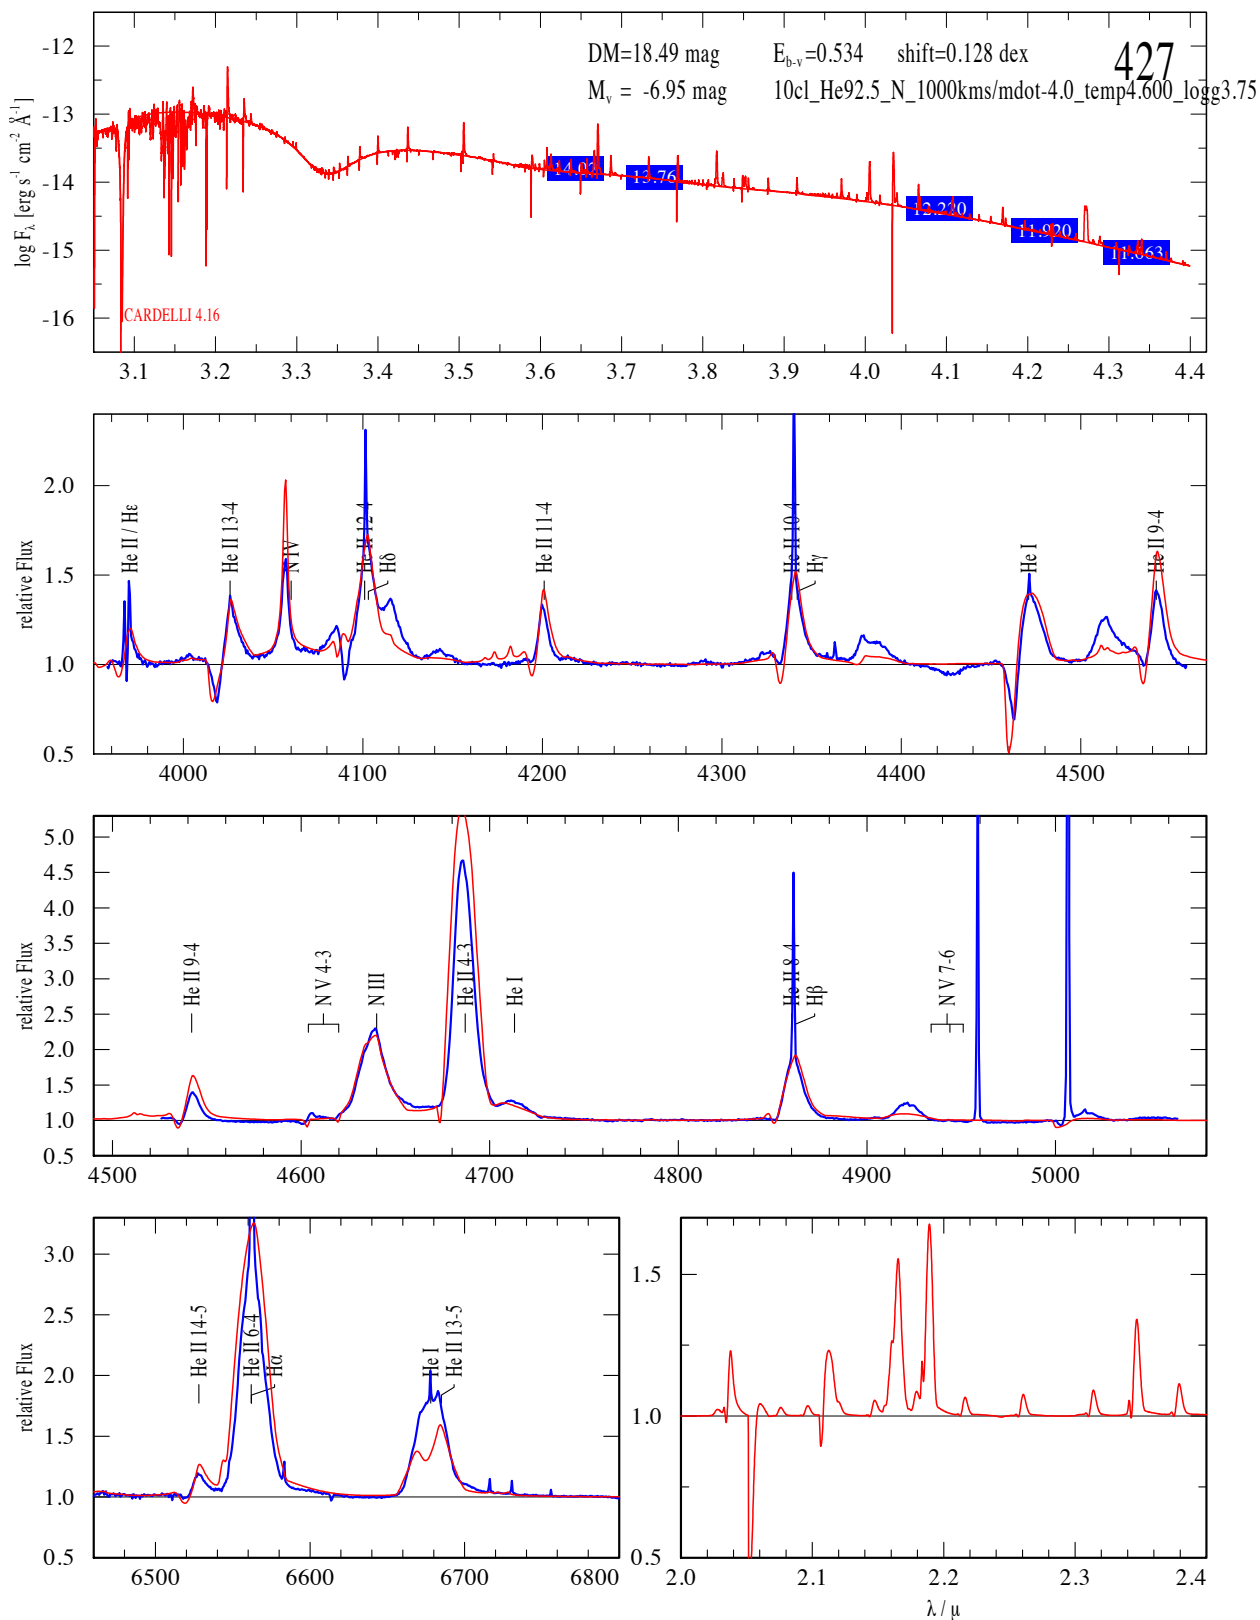 DM=18.49 mag E_b-v=0.534 shift=0.128 dex 427
M_v = -6.95 mag 10cl_He92.5_N_1000kms/mdot-4.0_temp4.600_logg3.75
log F_λ [erg s⁻¹ cm⁻² Å⁻¹]
-12
-13
-14
-15
-16
13.76
12.220
11.920
CARDELLI 4.16
3.1 3.2 3.3 3.4 3.5 3.6 3.7 3.8 3.9 4.0 4.1 4.2 4.3 4.4
relative Flux
2.0
1.5
1.0
0.5
He II / Hε
He II 13-4
N IV
He II 12-4
Hδ
He II 11-4
He II 10-4
Hγ
He I
He II 9-4
4000 4100 4200 4300 4400 4500
relative Flux
5.0
4.5
4.0
3.5
3.0
2.5
2.0
1.5
1.0
0.5
He II 9-4
N V 4-3
N III
He II 4-3
He I
He II 8-4
Hβ
N V 7-6
4500 4600 4700 4800 4900 5000
relative Flux
3.0
2.5
2.0
1.5
1.0
0.5
He II 14-5
He II 6-4
Hα
He I
He II 13-5
6500 6600 6700 6800
1.5
1.0
0.5
2.0 2.1 2.2 2.3 2.4
λ / μ